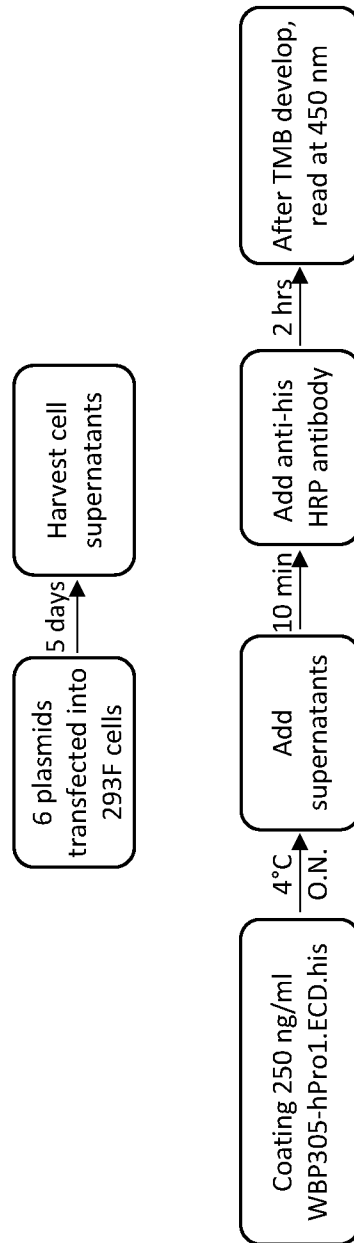 6 plasmids
transfected into
293F cells
5 days
Harvest cell
supernatants
Coating 250 ng/ml
WBP305-hPro1.ECD.his
4°C
O.N.
Add
supernatants
10 min
Add anti-his
HRP antibody
2 hrs
After TMB develop,
read at 450 nm